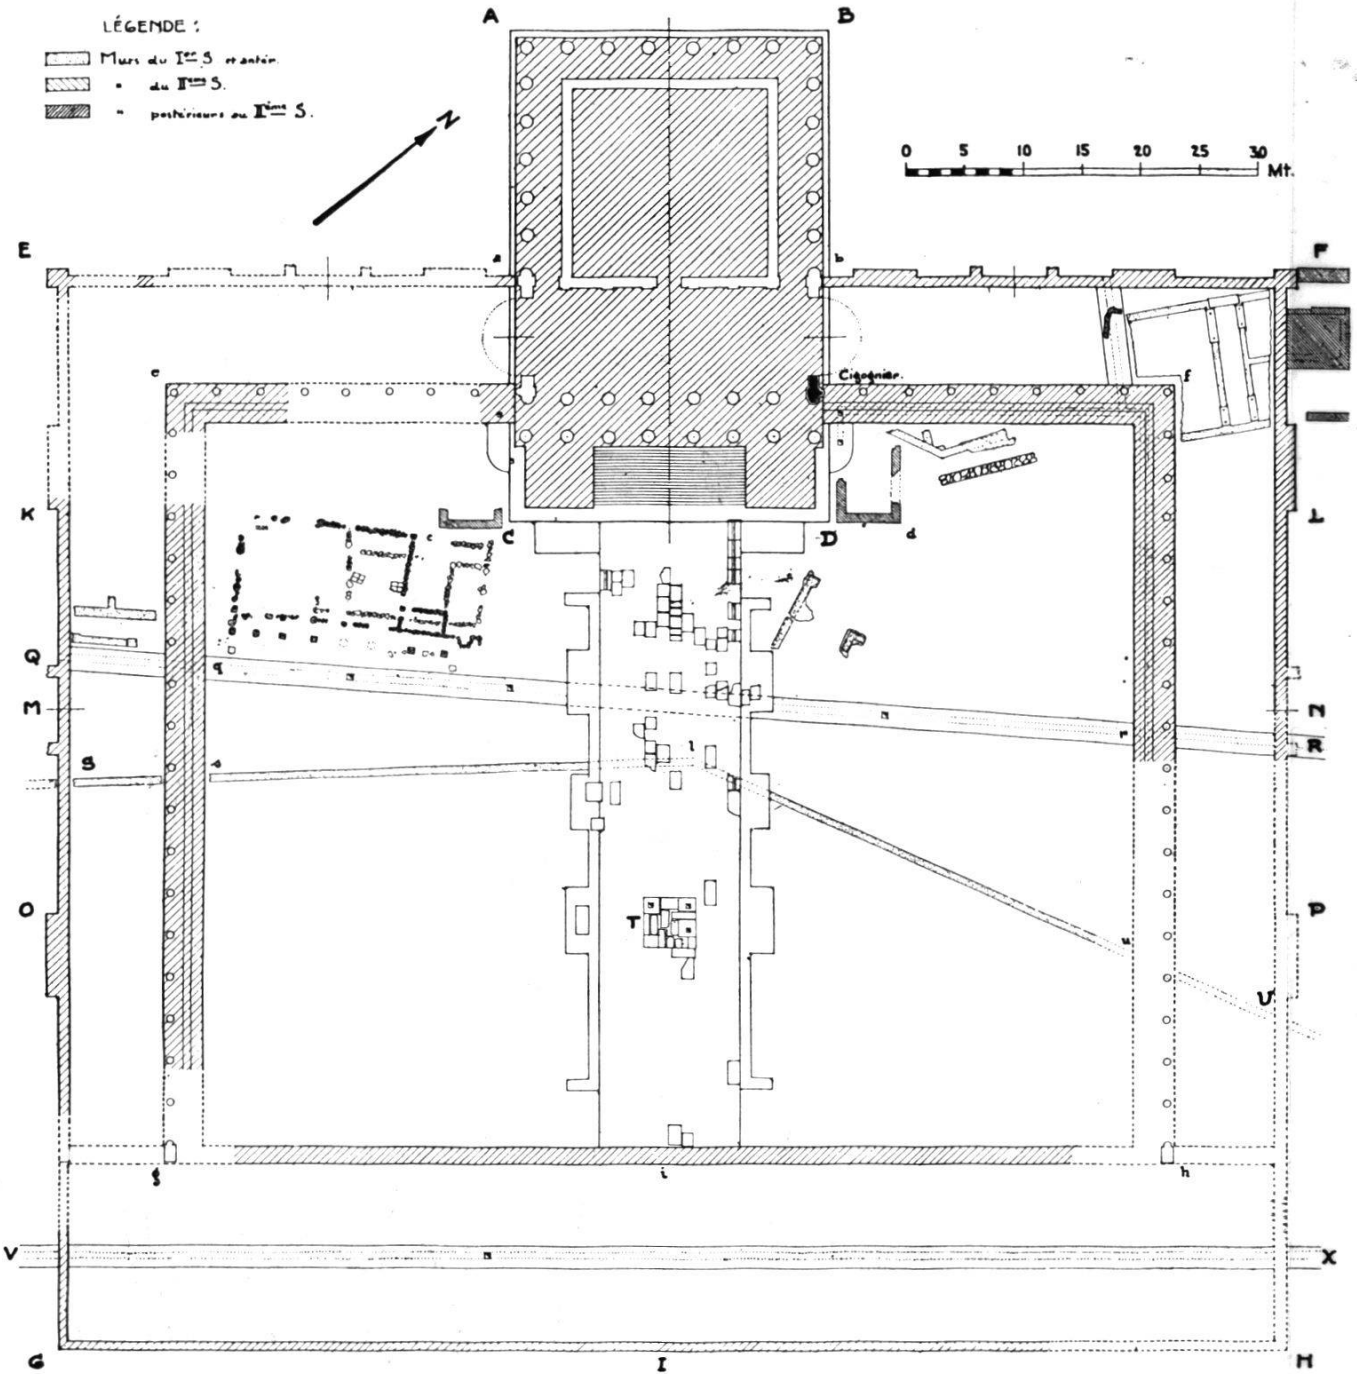 A B
LÉGENDE :
Murs du Ier S et antér.
" du IIème S.
" postérieurs au IIème S.
N
0 5 10 15 20 25 30 Mt.
E a b F
e Cigognier. f
K c C D d L
Q q
M r N
R
S s l
u
O T P
U
g i h
V X
G I H